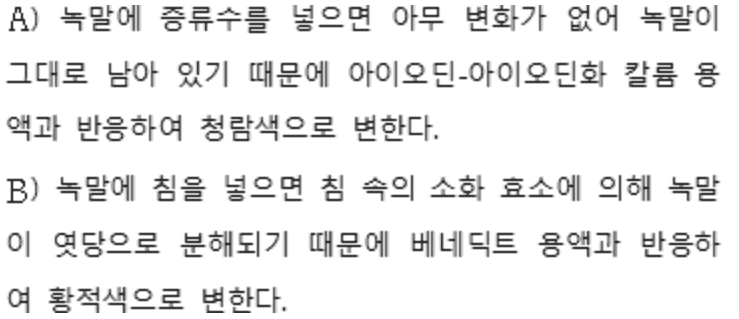 A) 녹말에 증류수를 넣으면 아무 변화가 없어 녹말이
그대로 남아 있기 때문에 아이오딘-아이오딘화 칼륨 용
액과 반응하여 청람색으로 변한다.
B) 녹말에 침을 넣으면 침 속의 소화 효소에 의해 녹말
이 엿당으로 분해되기 때문에 베네딕트 용액과 반응하
여 황적색으로 변한다.